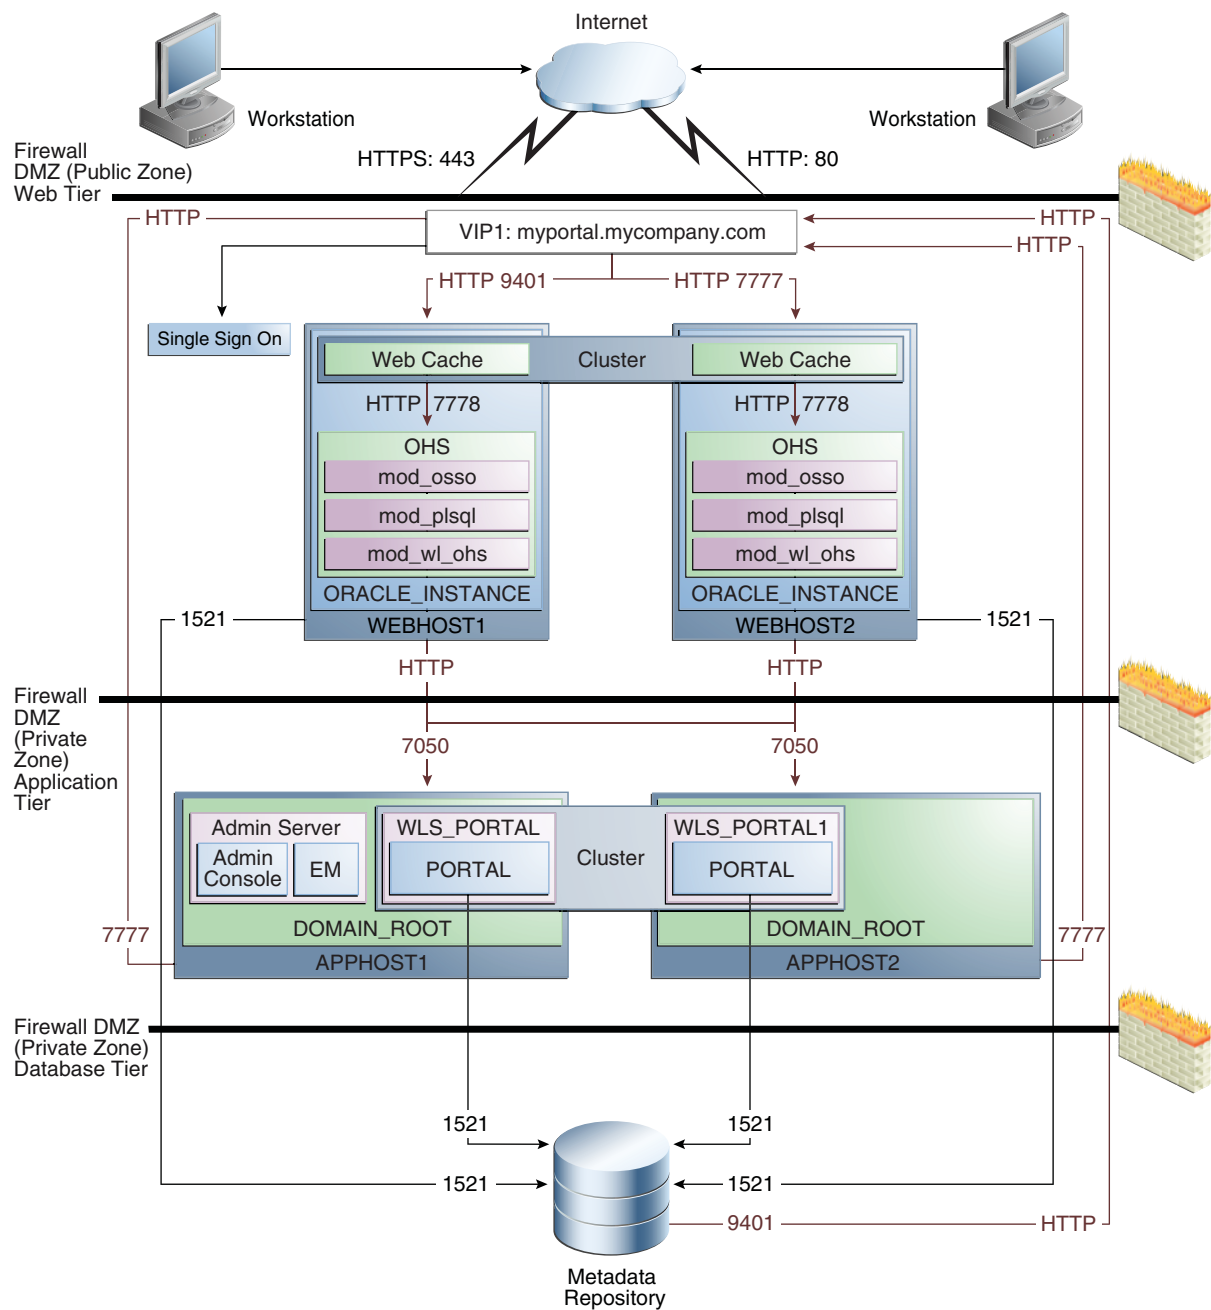 Internet
Workstation
Workstation
HTTPS: 443
HTTP: 80
Firewall
DMZ (Public Zone)
Web Tier
HTTP
HTTP
VIP1: myportal.mycompany.com
HTTP
HTTP 9401
HTTP 7777
Single Sign On
Web Cache
Cluster
Web Cache
HTTP 7778
HTTP 7778
OHS
mod_osso
mod_plsql
mod_wl_ohs
ORACLE_INSTANCE
WEBHOST1
OHS
mod_osso
mod_plsql
mod_wl_ohs
ORACLE_INSTANCE
WEBHOST2
1521
1521
HTTP
HTTP
Firewall
DMZ
(Private
Zone)
Application
Tier
7050
7050
Admin Server
Admin
Console
EM
WLS_PORTAL
PORTAL
Cluster
WLS_PORTAL1
PORTAL
DOMAIN_ROOT
APPHOST1
DOMAIN_ROOT
APPHOST2
7777
7777
Firewall DMZ
(Private Zone)
Database Tier
1521
1521
1521
1521
9401
HTTP
Metadata
Repository